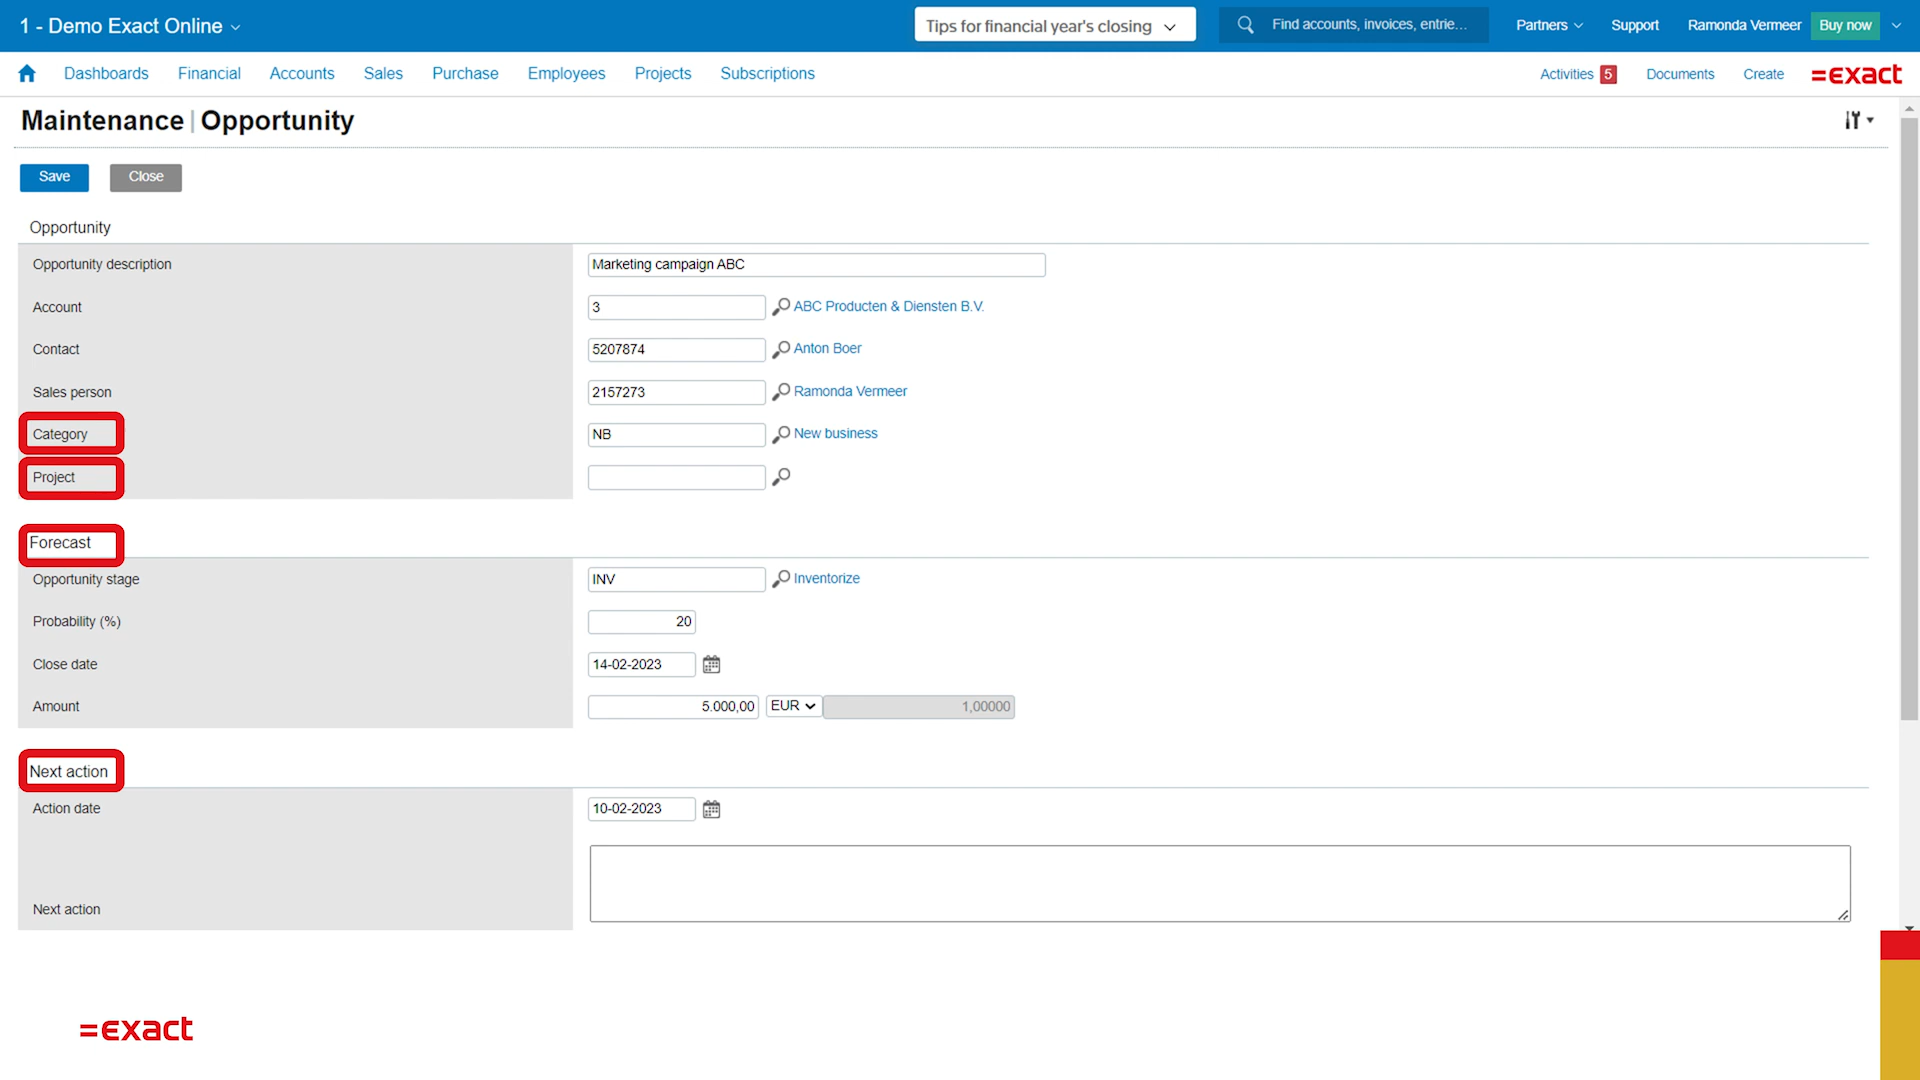 1 - Demo Exact Online
Tips for financial year's closing
Find accounts, invoices, entrie...
Partners
Support
Ramonda Vermeer
Buy now
Dashboards
Financial
Accounts
Sales
Purchase
Employees
Projects
Subscriptions
Activities 5
Documents
Create
=exact
Maintenance | Opportunity
Save
Close
Opportunity
Opportunity description
Marketing campaign ABC
Account
3
ABC Producten & Diensten B.V.
Contact
5207874
Anton Boer
Sales person
2157273
Ramonda Vermeer
Category
NB
New business
Project
Forecast
Opportunity stage
INV
Inventorize
Probability (%)
20
Close date
14-02-2023
Amount
5.000,00
EUR
1,00000
Next action
Action date
10-02-2023
Next action
=exact